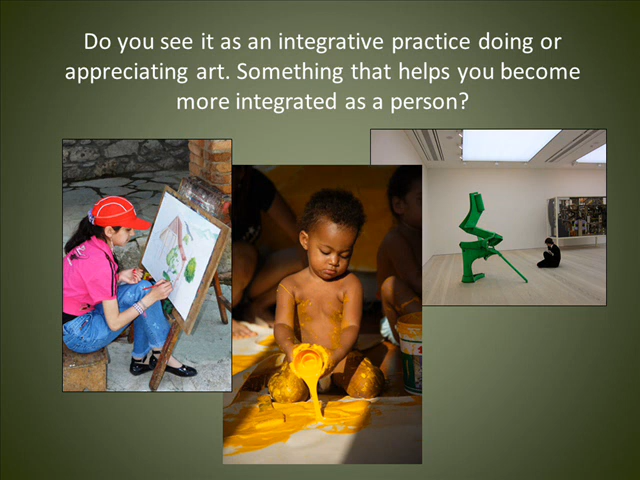 Do you see it as an integrative practice doing or
appreciating art. Something that helps you become
more integrated as a person?